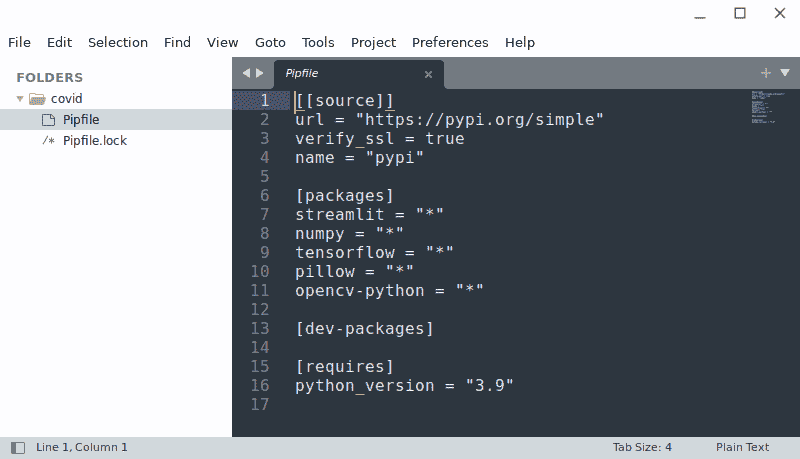 File Edit Selection Find View Goto Tools Project Preferences Help
FOLDERS
covid
Pipfile
/* Pipfile.lock
Pipfile
1 [[source]]
2 url = "https://pypi.org/simple"
3 verify_ssl = true
4 name = "pypi"
5
6 [packages]
7 streamlit = "*"
8 numpy = "*"
9 tensorflow = "*"
10 pillow = "*"
11 opencv-python = "*"
12
13 [dev-packages]
14
15 [requires]
16 python_version = "3.9"
17
Line 1, Column 1 Tab Size: 4 Plain Text